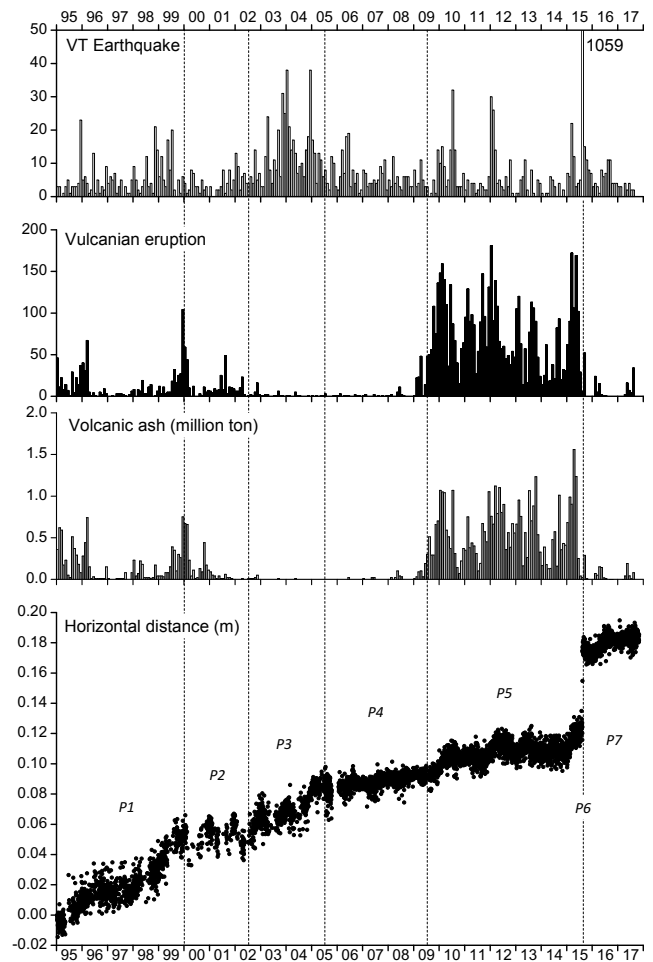 95 96 97 98 99 00 01 02 03 04 05 06 07 08 09 10 11 12 13 14 15 16 17
50 VT Earthquake 1059
40
30
20
10
0
200 Vulcanian eruption
150
100
50
0
2.0 Volcanic ash (million ton)
1.5
1.0
0.5
0.0
0.20 Horizontal distance (m)
0.18
0.16
0.14
P4
0.12 P5
P3
0.10 P7
P2
0.08
P1 P6
0.06
0.04
0.02
0.00
-0.02
95 96 97 98 99 00 01 02 03 04 05 06 07 08 09 10 11 12 13 14 15 16 17